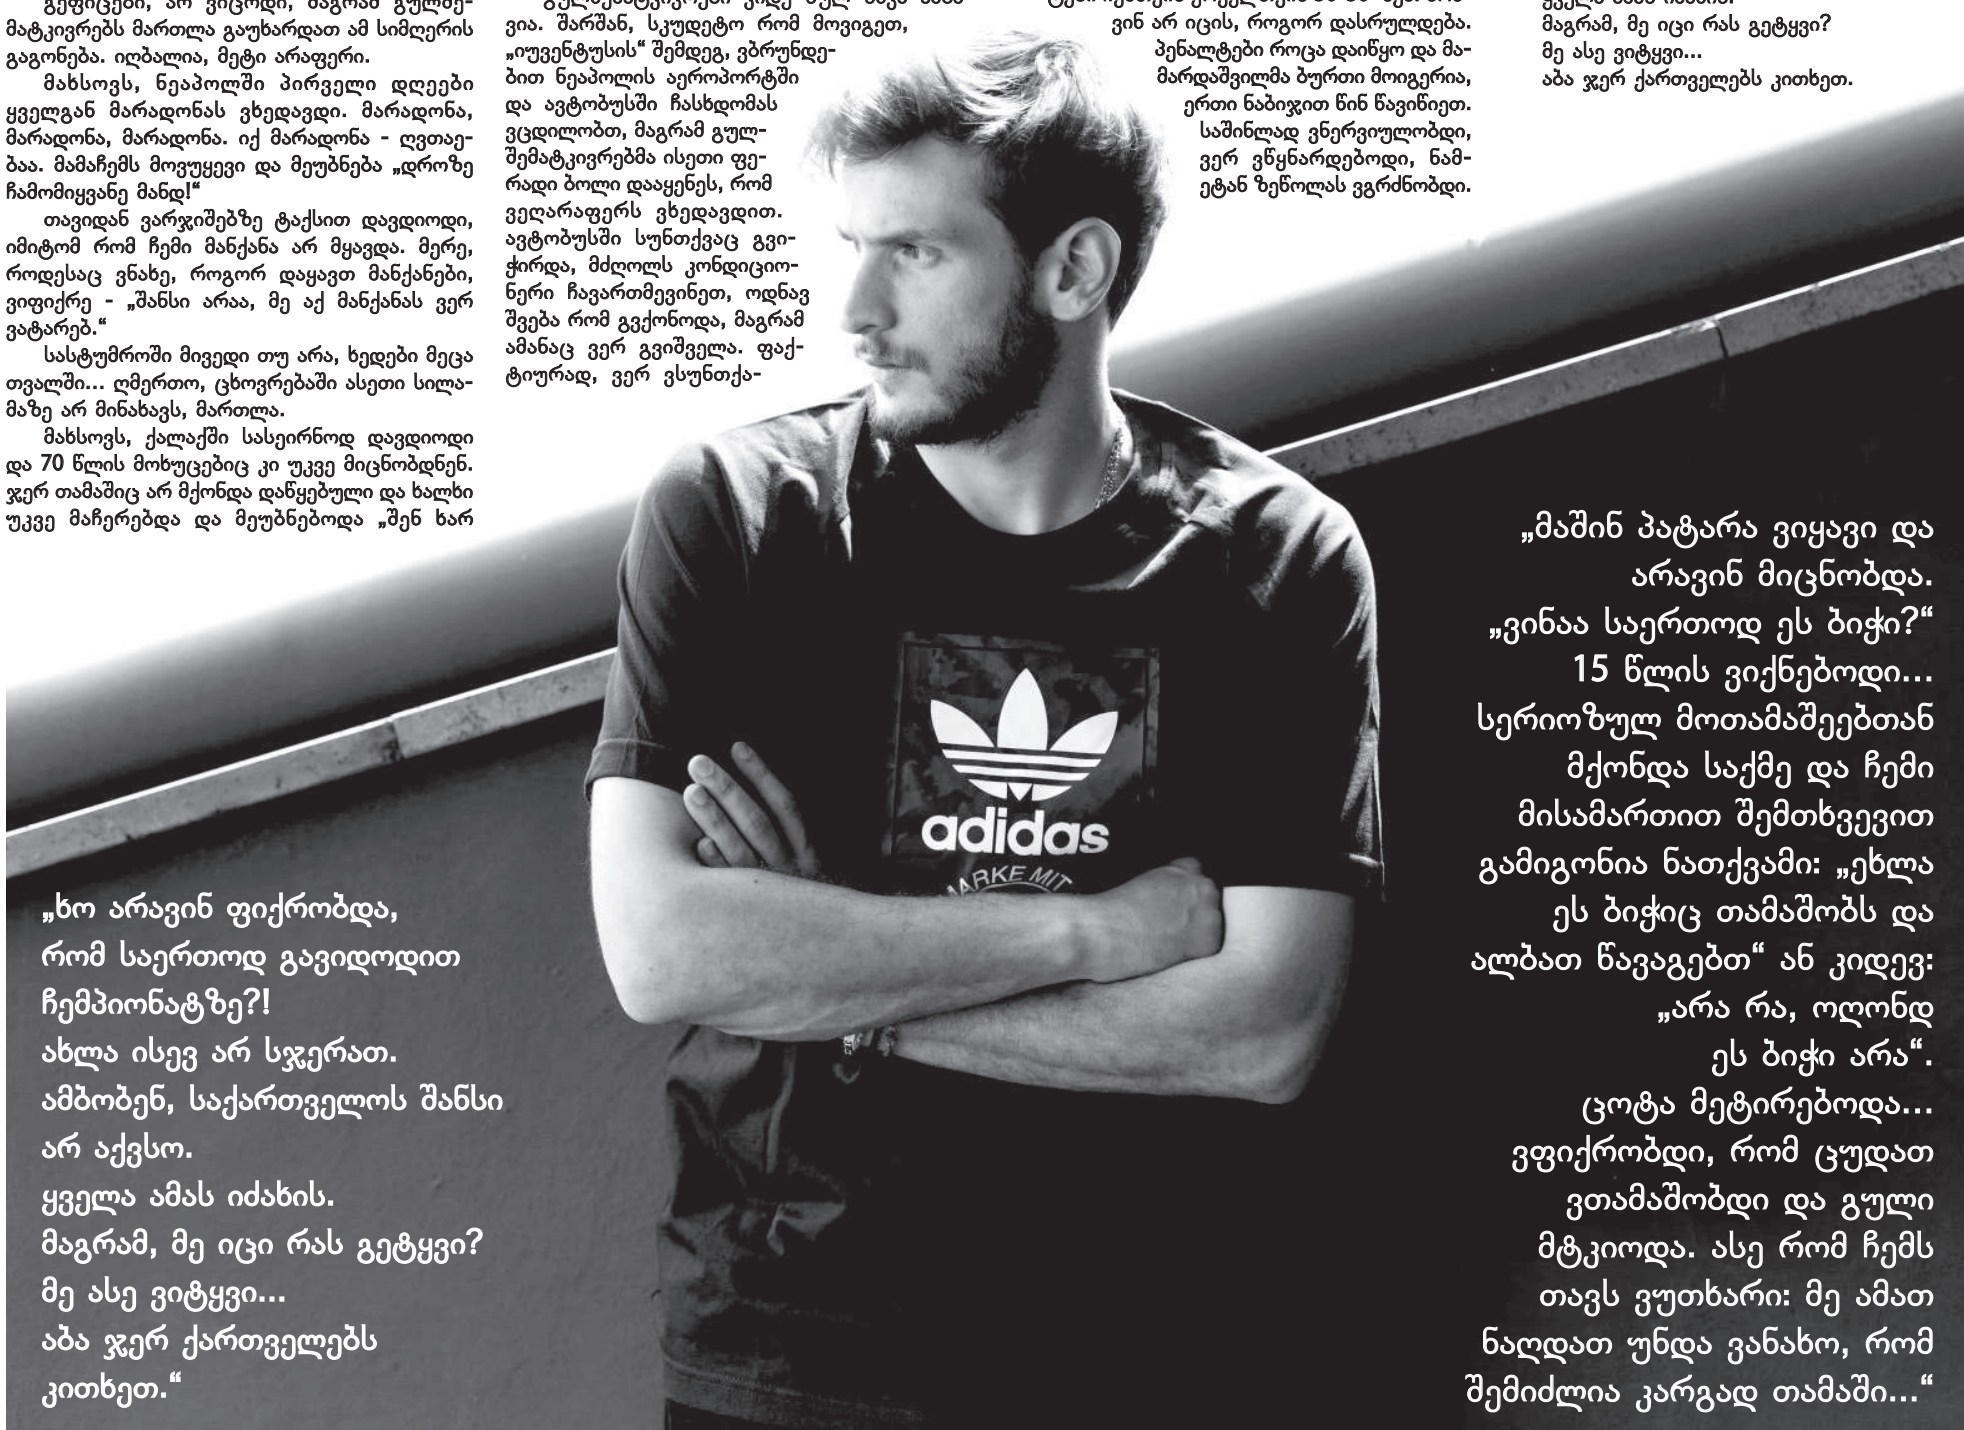 გეფიცები, არ ვიცოდი, მაგრამ გულშე-
მატკივრებს მართლა გაუხარდათ ამ სიმღერის
გაგონება. იღბალია, მეტი არაფერი.
მახსოვს, ნეაპოლში პირველი დღეები
ყველგან მარადონას ვხედავდი. მარადონა,
მარადონა, მარადონა. იქ მარადონა - ღვთაე-
ბაა. მამაჩემს მოვუყევი და მეუბნება „დროზე
ჩამომიყვანე მანდ!“
თავიდან ვარჯიშებზე ტაქსით დავდიოდი,
იმიტომ რომ ჩემი მანქანა არ მყავდა. მერე,
როდესაც ვნახე, როგორ დაყავთ მანქანები,
ვიფიქრე - „შანსი არაა, მე აქ მანქანას ვერ
ვატარებ.“
სასტუმროში მივედი თუ არა, ხედები მეცა
თვალში... ღმერთო, ცხოვრებაში ასეთი სილა-
მაზე არ მინახავს, მართლა.
მახსოვს, ქალაქში სასეირნოდ დავდიოდი
და 70 წლის მოხუცებიც კი უკვე მიცნობდნენ.
ჯერ თამაშიც არ მქონდა დაწყებული და ხალხი
უკვე მაჩერებდა და მეუბნებოდა „შენ ხარ
ვია. შარშან, სკუდეტო რომ მოვიგეთ,
„იუვენტუსის“ შემდეგ, ვბრუნდე-
ბით ნეაპოლის აეროპორტში
და ავტობუსში ჩასხდომას
ვცდილობთ, მაგრამ გულ-
შემატკივრებმა ისეთი ფე-
რადი ბოლი დააყენეს, რომ
ვეღარაფერს ვხედავდით.
ავტობუსში სუნთქვაც გვი-
ჭირდა, მძღოლს კონდიციო-
ნერი ჩავართმევინეთ, ოდნავ
შვება რომ გვქონოდა, მაგრამ
ამანაც ვერ გვიშველა. ფაქ-
ტიურად, ვერ ვსუნთქა-
ვინ არ იცის, როგორ დასრულდება.
პენალტები როცა დაიწყო და მა-
მარდაშვილმა ბურთი მოიგერია,
ერთი ნაბიჯით წინ წავიწიეთ.
საშინლად ვნერვიულობდი,
ვერ ვწყნარდებოდი, ნამ-
ეტან ზეწოლას ვგრძნობდი.
მაგრამ, მე იცი რას გეტყვი?
მე ასე ვიტყვი...
აბა ჯერ ქართველებს კითხეთ.
adidas
MARKE MIT
„ხო არავინ ფიქრობდა,
რომ საერთოდ გავიდოდით
ჩემპიონატზე?!
ახლა ისევ არ სჯერათ.
ამბობენ, საქართველოს შანსი
არ აქვსო.
ყველა ამას იძახის.
მაგრამ, მე იცი რას გეტყვი?
მე ასე ვიტყვი...
აბა ჯერ ქართველებს
კითხეთ.“
„მაშინ პატარა ვიყავი და
არავინ მიცნობდა.
„ვინაა საერთოდ ეს ბიჭი?“
15 წლის ვიქნებოდი...
სერიოზულ მოთამაშეებთან
მქონდა საქმე და ჩემი
მისამართით შემთხვევით
გამიგონია ნათქვამი: „ეხლა
ეს ბიჭიც თამაშობს და
ალბათ წავაგებთ“ ან კიდევ:
„არა რა, ოღონდ
ეს ბიჭი არა“.
ცოტა მეტირებოდა...
ვფიქრობდი, რომ ცუდათ
ვთამაშობდი და გული
მტკიოდა. ასე რომ ჩემს
თავს ვუთხარი: მე ამათ
ნაღდათ უნდა ვანახო, რომ
შემიძლია კარგად თამაში...“